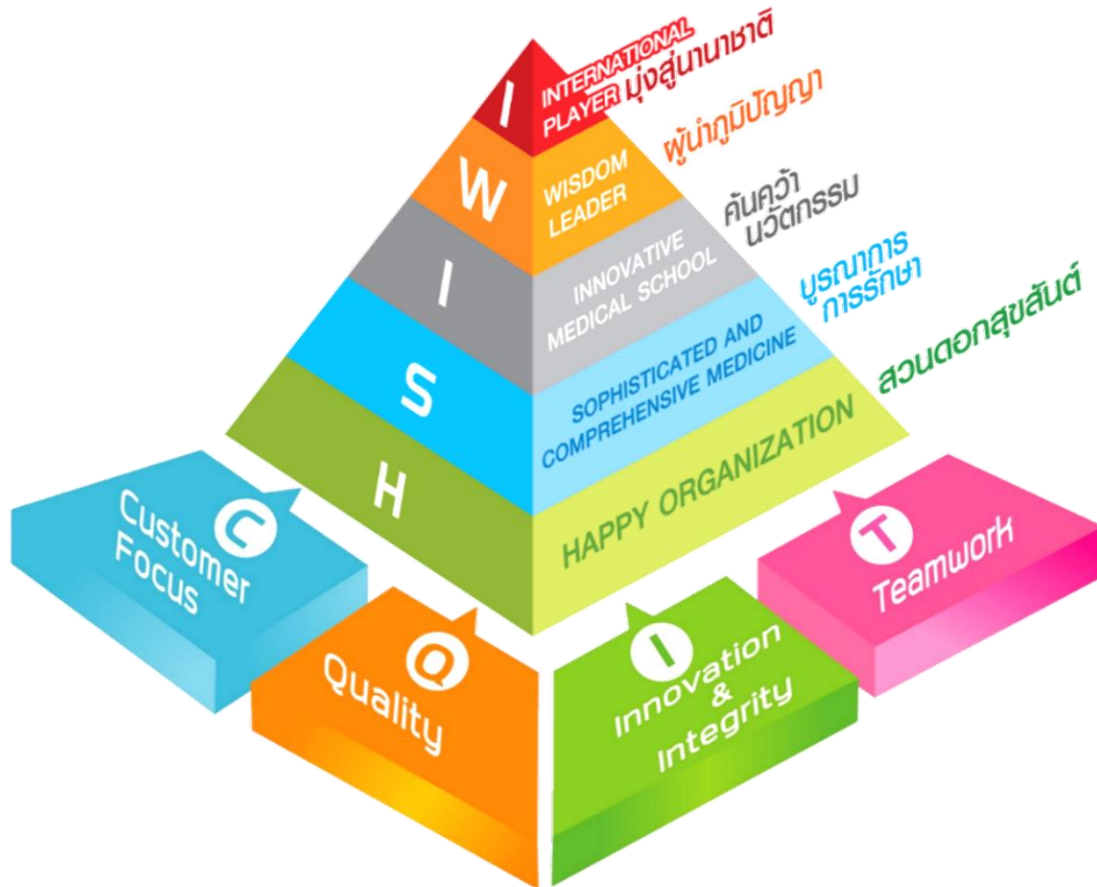 I
INTERNATIONAL
PLAYER มุ่งสู่นานาชาติ
W
WISDOM
LEADER
ผู้นำภูมิปัญญา
I
INNOVATIVE
MEDICAL SCHOOL
ค้นคว้า
นวัตกรรม
S
SOPHISTICATED AND
COMPREHENSIVE MEDICINE
บูรณาการ
การรักษา
H
HAPPY ORGANIZATION
สวนดอกสุขสันต์
C
Customer
Focus
Q
Quality
I
Innovation
&
Integrity
T
Teamwork